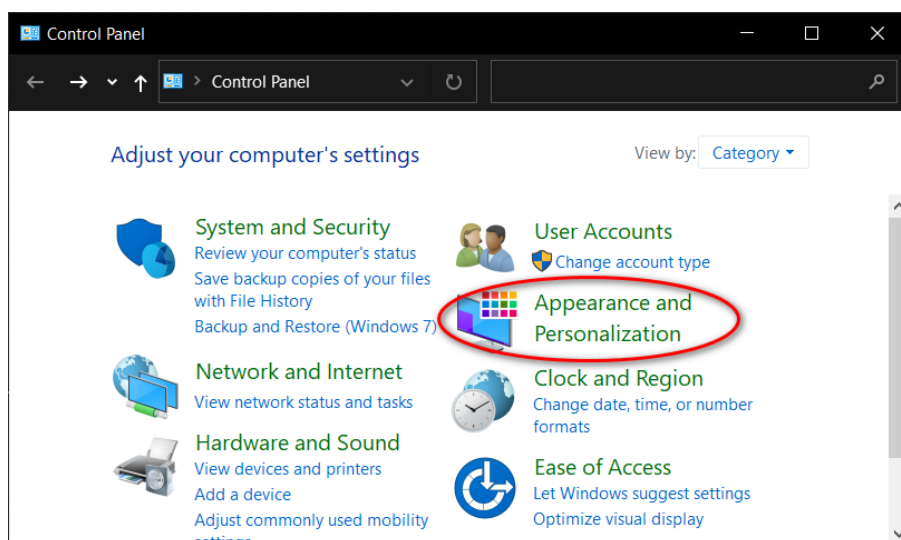 Control Panel
Control Panel
Adjust your computer's settings
View by: Category
System and Security
Review your computer's status
Save backup copies of your files
with File History
Backup and Restore (Windows 7)
Network and Internet
View network status and tasks
Hardware and Sound
View devices and printers
Add a device
Adjust commonly used mobility
User Accounts
Change account type
Appearance and
Personalization
Clock and Region
Change date, time, or number
formats
Ease of Access
Let Windows suggest settings
Optimize visual display